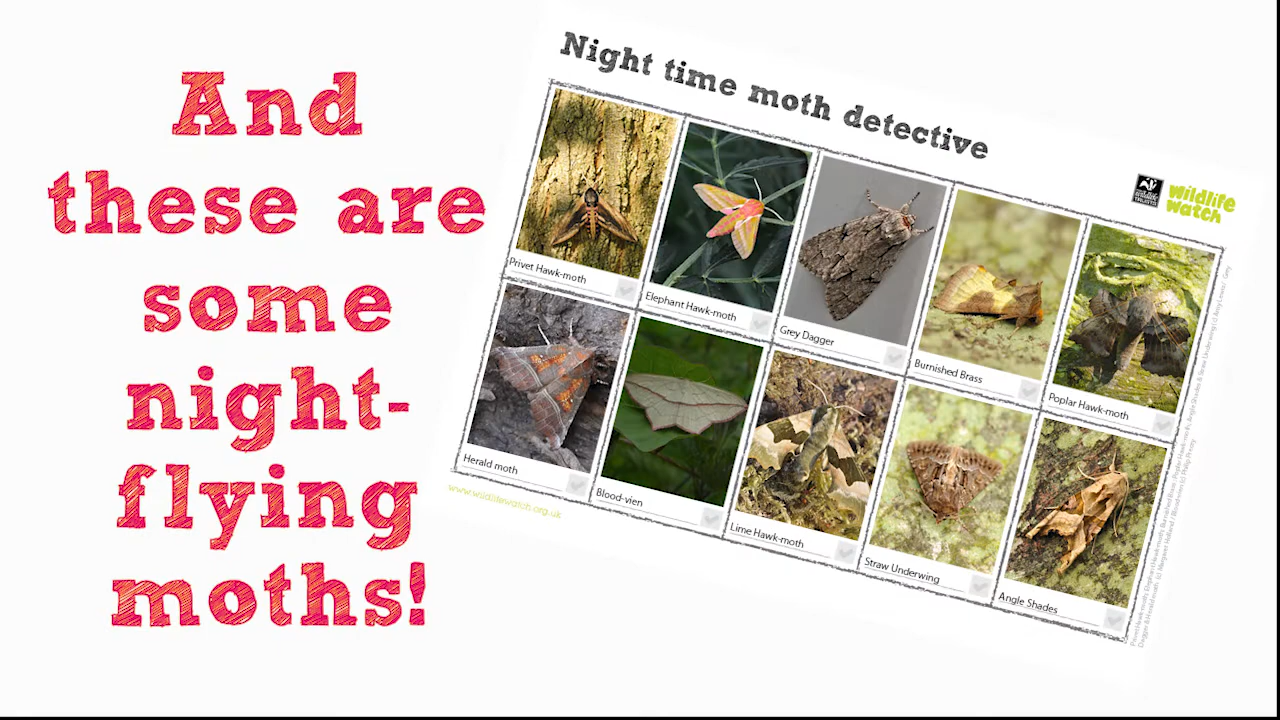 And
these are
some
night-
flying
moths!
Night time moth detective
wildlife
watch
Privet Hawk-moth
Elephant Hawk-moth
Grey Dagger
Burnished Brass
Poplar Hawk-moth
Herald moth
Blood-vien
Lime Hawk-moth
Straw Underwing
Angle Shades
www.wildlifewatch.org.uk